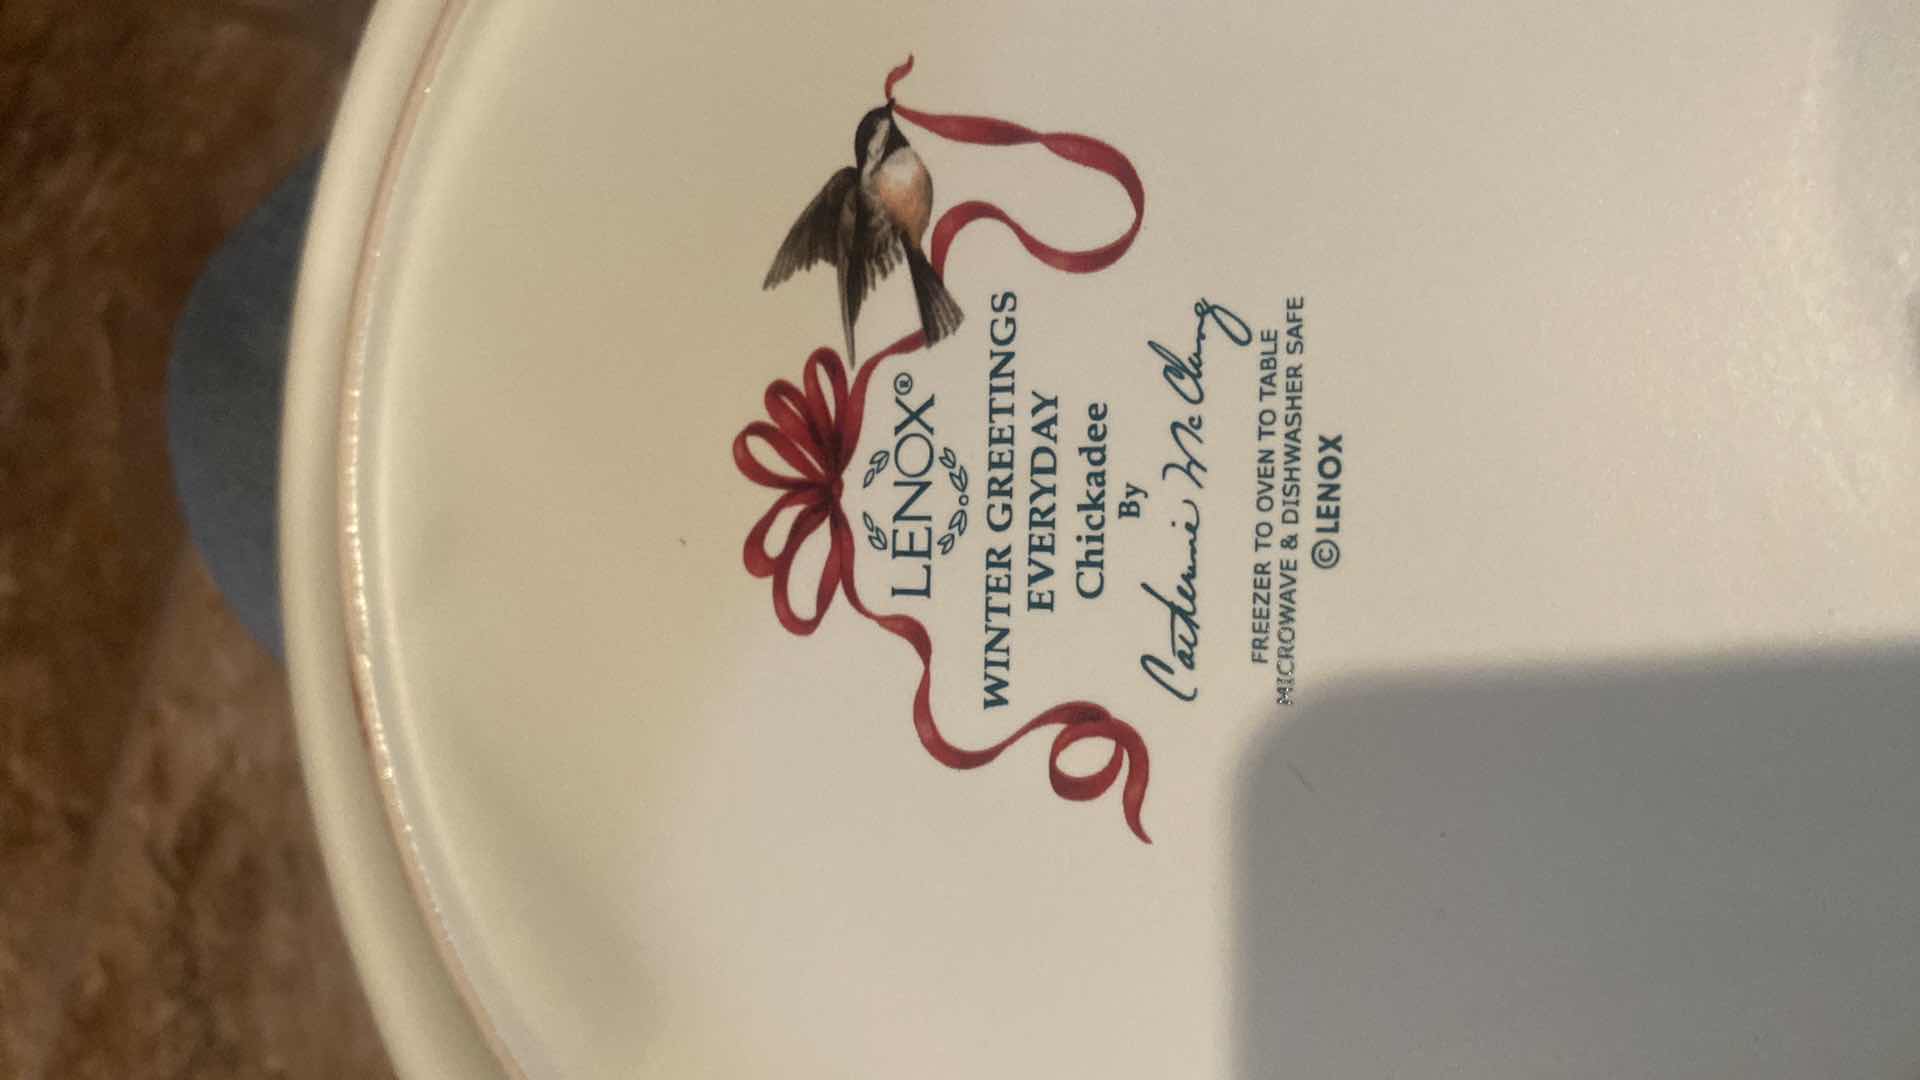 LENOX®
WINTER GREETINGS
EVERYDAY
Chickadee
By
Catherine McClung
FREEZER TO OVEN TO TABLE
MICROWAVE & DISHWASHER SAFE
© LENOX